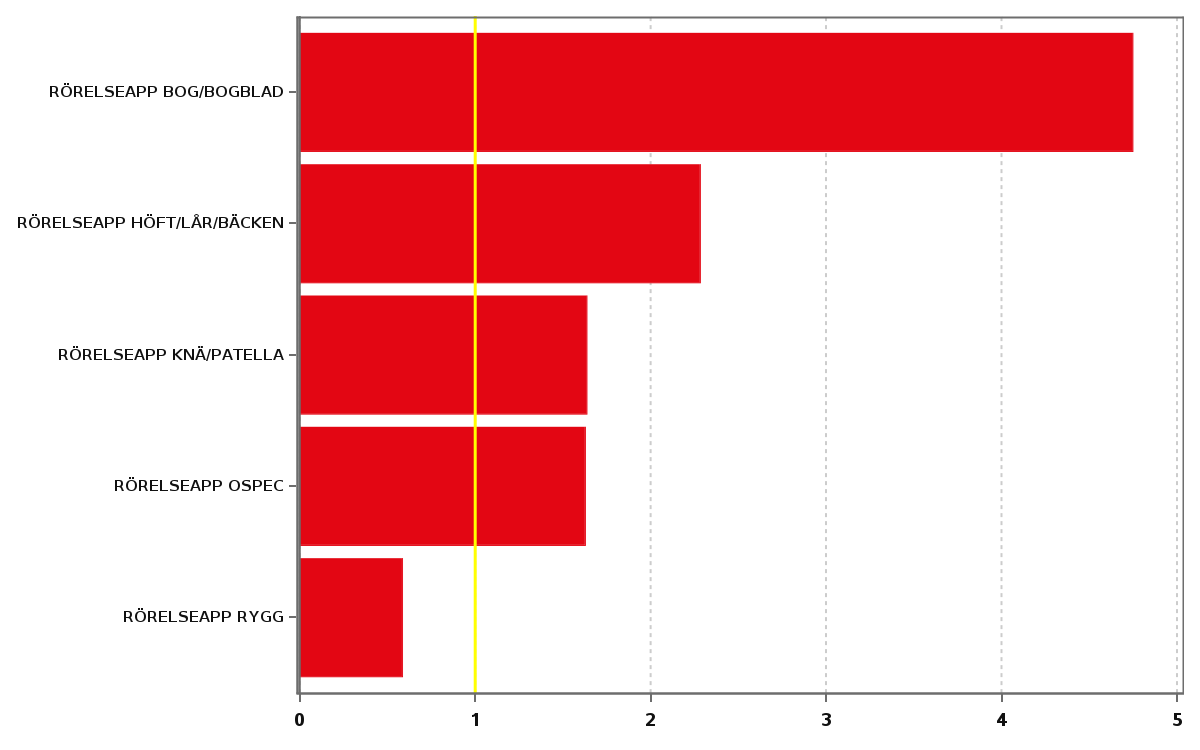 RÖRELSEAPP BOG/BOGBLAD
RÖRELSEAPP HÖFT/LÅR/BÄCKEN
RÖRELSEAPP KNÄ/PATELLA
RÖRELSEAPP OSPEC
RÖRELSEAPP RYGG
0 1 2 3 4 5